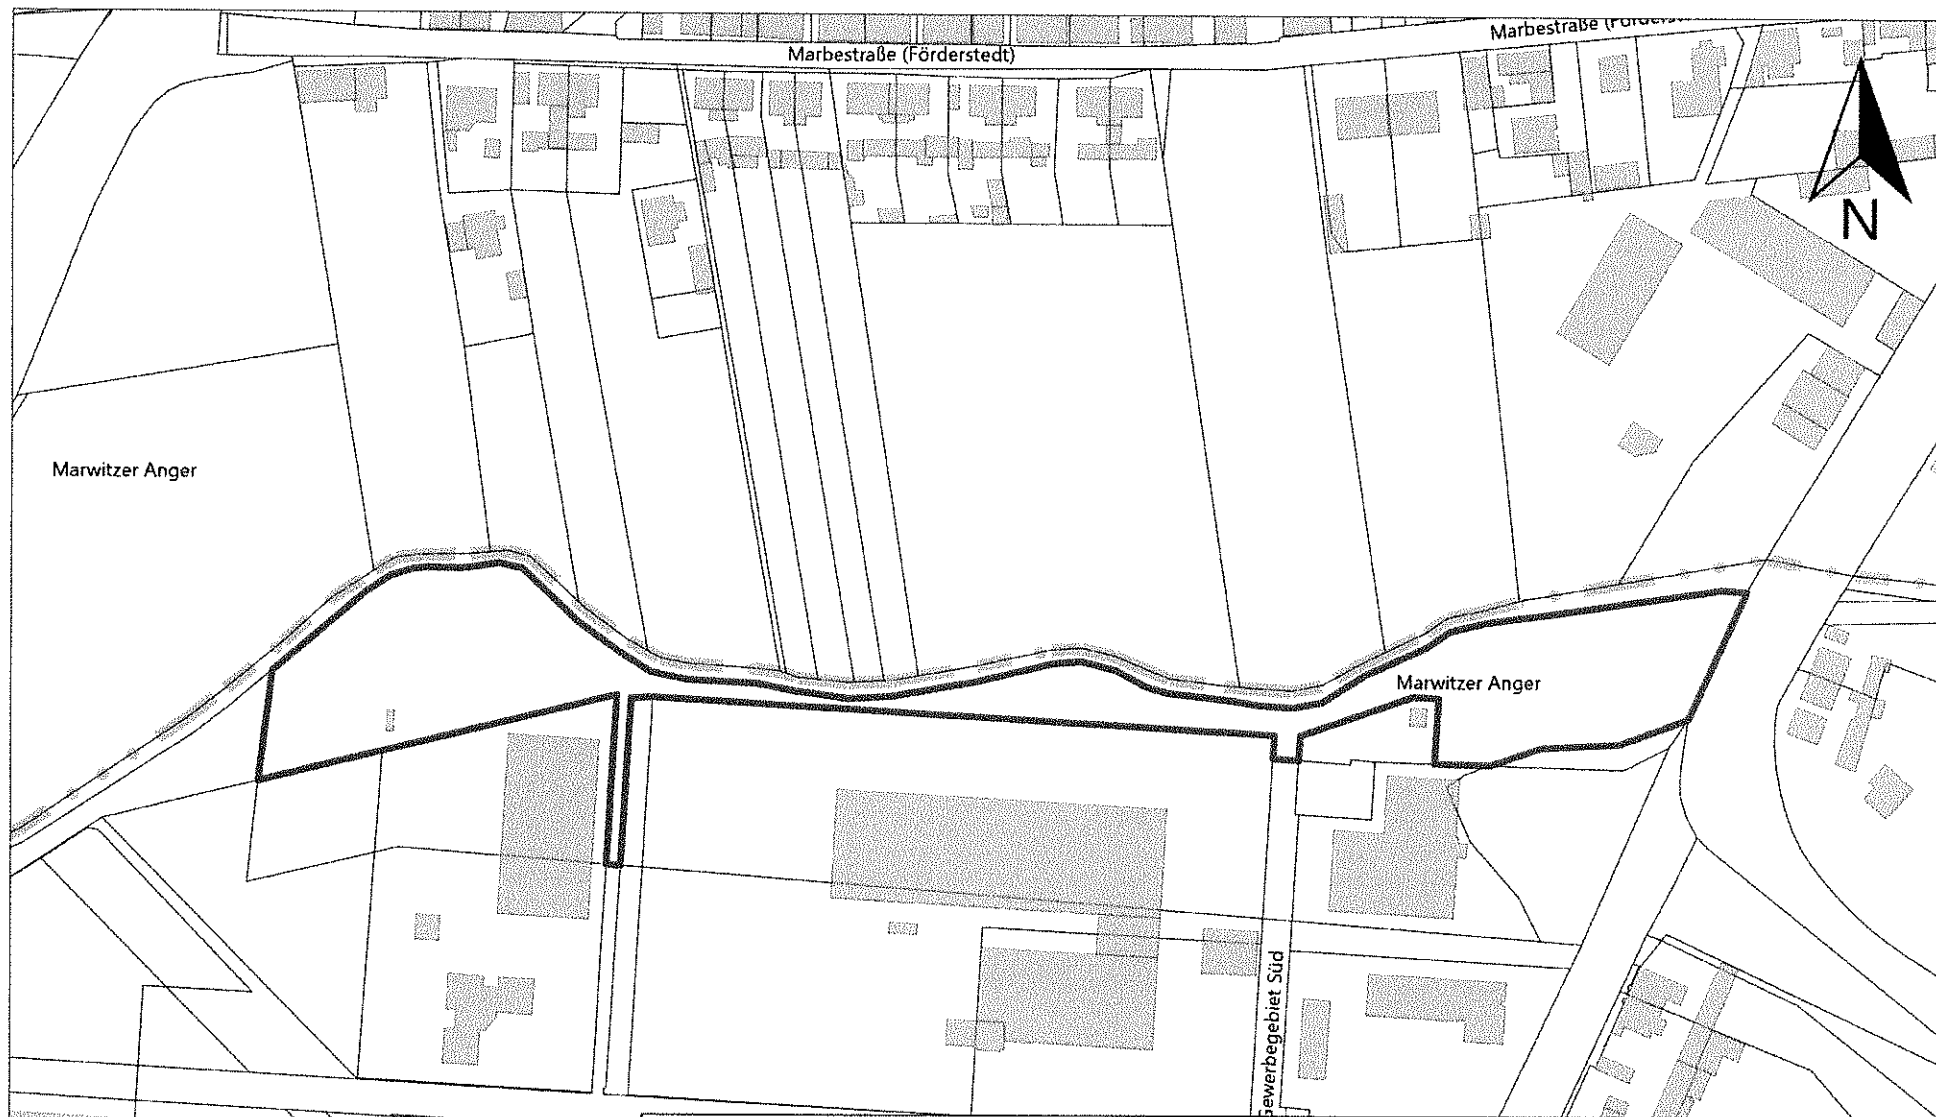 Marbestraße (Förderstedt)
Marbestraße
N
Marwitzer Anger
Marwitzer Anger
Gewerbegebiet Süd